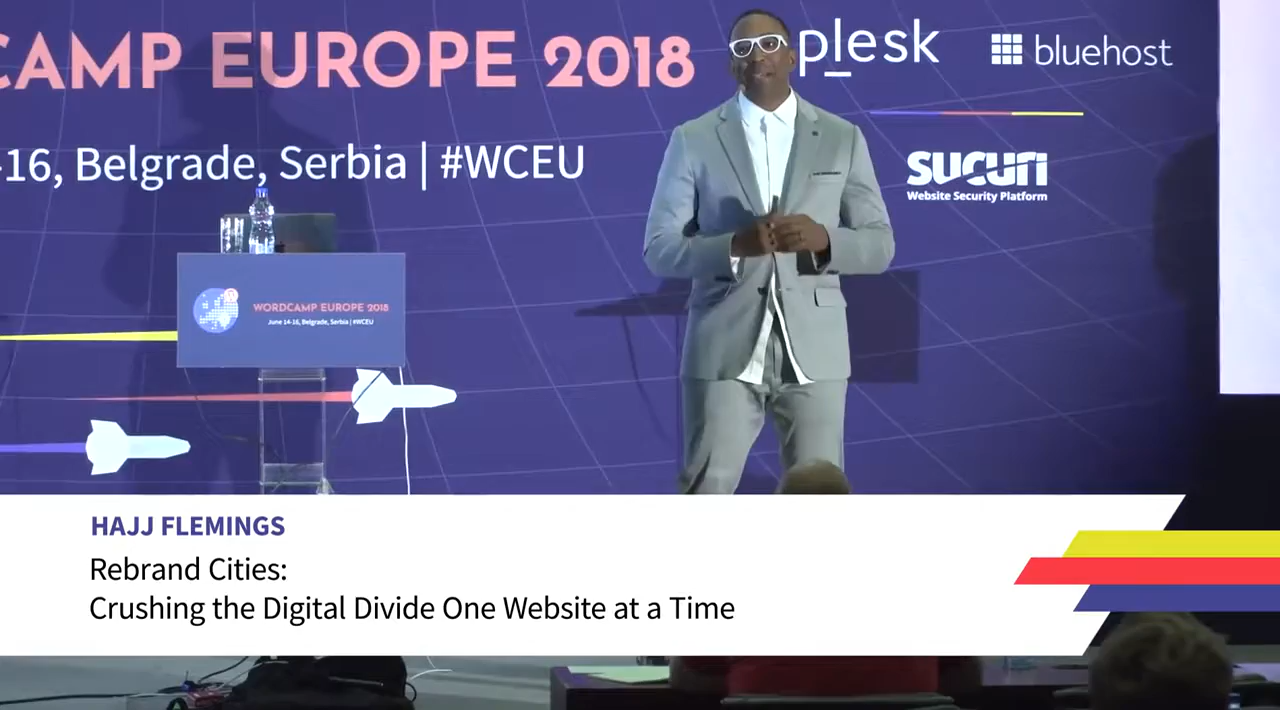 CAMP EUROPE 2018
-16, Belgrade, Serbia | #WCEU
plesk
bluehost
sucuri
Website Security Platform
WORDCAMP EUROPE 2018
June 14-16, Belgrade, Serbia | #WCEU
HAJJ FLEMINGS
Rebrand Cities:
Crushing the Digital Divide One Website at a Time